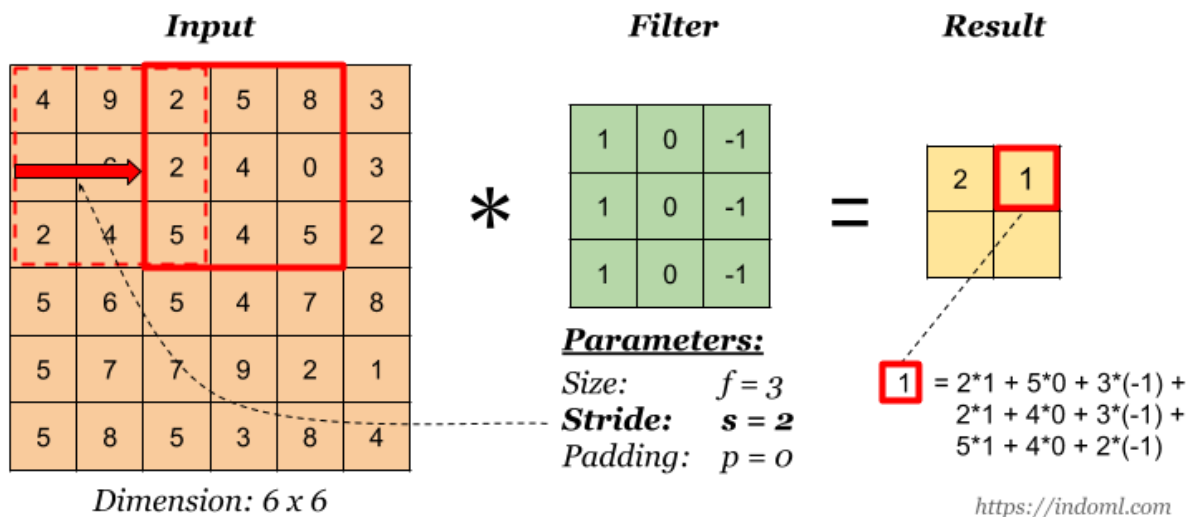 Input
Filter
Result
4 9 2 5 8 3
2 4 0 3
2 4 5 4 5 2
5 6 5 4 7 8
5 7 7 9 2 1
5 8 5 3 8 4
Dimension: 6 x 6
*
1 0 -1
1 0 -1
1 0 -1
=
2 1
Parameters:
Size: f = 3
Stride: s = 2
Padding: p = 0
1 = 2*1 + 5*0 + 3*(-1) +
2*1 + 4*0 + 3*(-1) +
5*1 + 4*0 + 2*(-1)
https://indoml.com